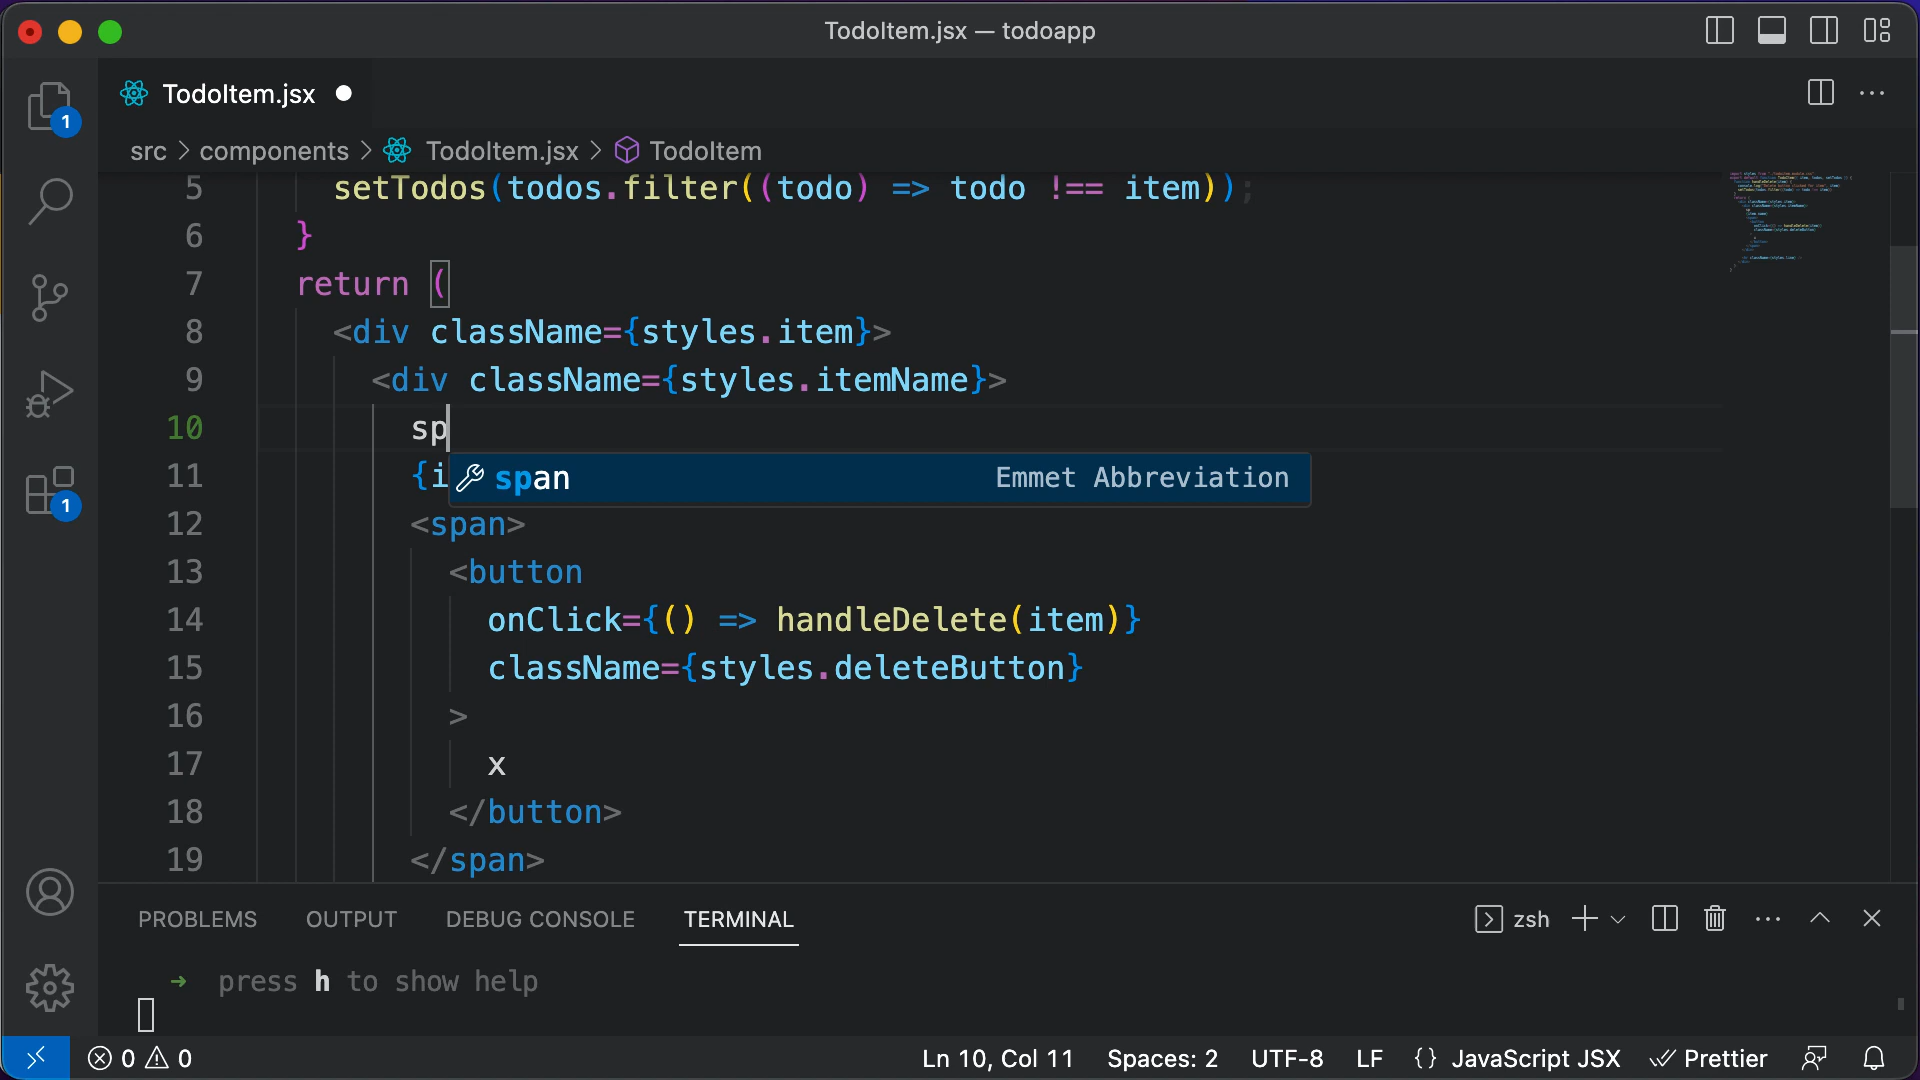 TodoItem.jsx — todoapp
TodoItem.jsx
1
src > components > TodoItem.jsx > TodoItem
5 setTodos(todos.filter((todo) => todo !== item));
6 }
7 return (
8 <div className={styles.item}>
9 <div className={styles.itemName}>
10 sp
11 {i
span Emmet Abbreviation
12 <span>
1
13 <button
14 onClick={() => handleDelete(item)}
15 className={styles.deleteButton}
16 >
17 x
18 </button>
19 </span>
PROBLEMS OUTPUT DEBUG CONSOLE TERMINAL zsh
➜ press h to show help
0 0 Ln 10, Col 11 Spaces: 2 UTF-8 LF {} JavaScript JSX Prettier